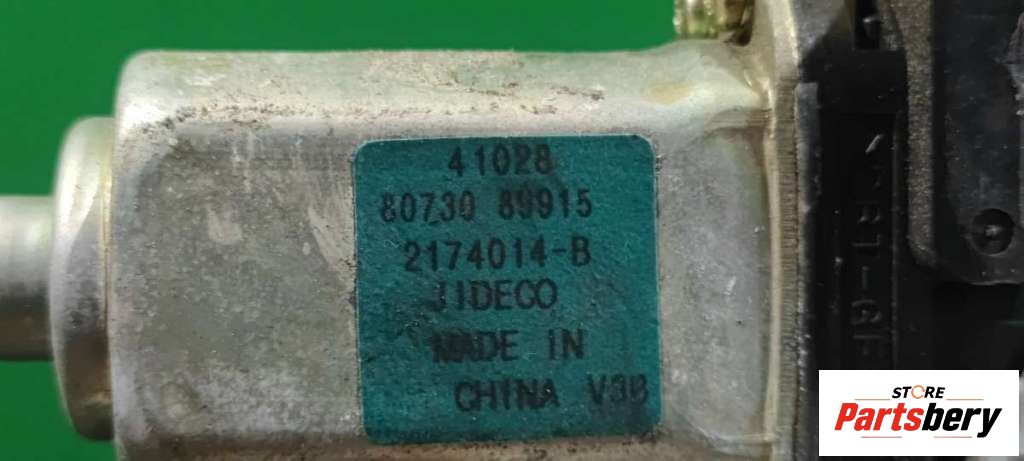 41028
80730 89915
2174014-B
JIDECO
MADE IN
CHINA V3B
STORE
Partsbery